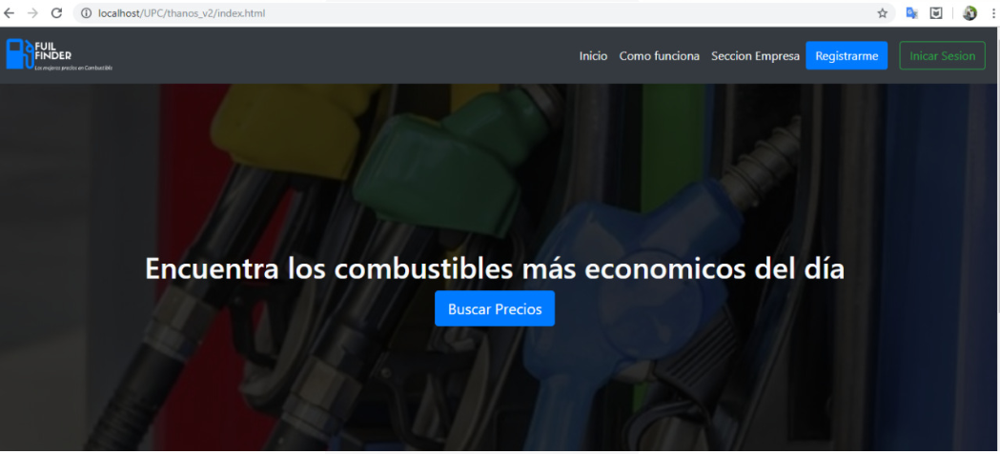 localhost/UPC/thanos_v2/index.html
FUIL
FINDER
Los mejores precios en Combustible
Inicio Como funciona Seccion Empresa Registrarme Inicar Sesion
Encuentra los combustibles más economicos del día
Buscar Precios